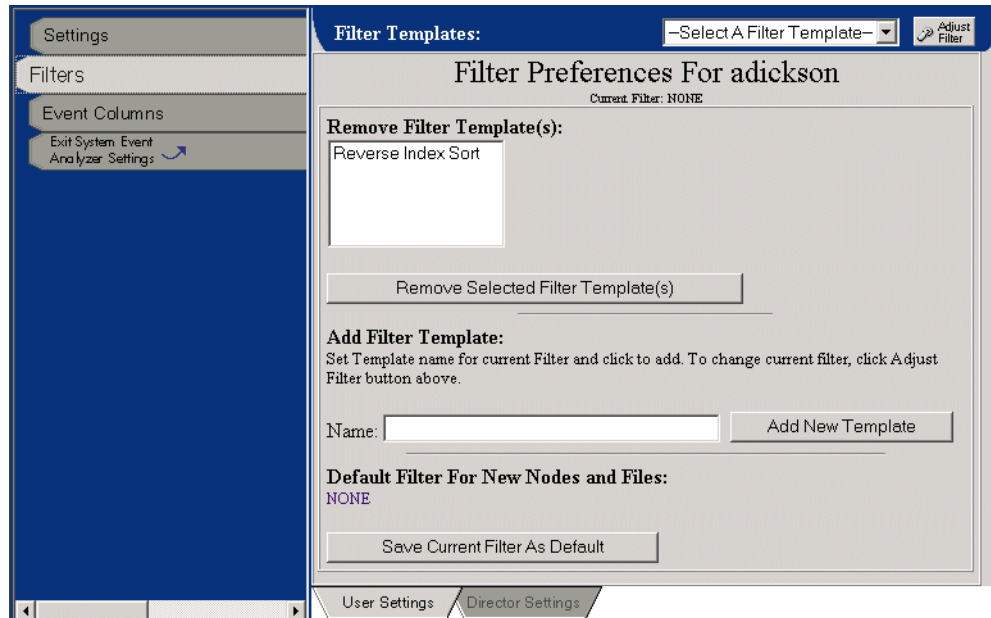 Settings
Filters
Event Columns
Exit System Event
Analyzer Settings
Filter Templates:
–Select A Filter Template–
Adjust
Filter
Filter Preferences For adickson
Current Filter: NONE
Remove Filter Template(s):
Reverse Index Sort
Remove Selected Filter Template(s)
Add Filter Template:
Set Template name for current Filter and click to add. To change current filter, click Adjust
Filter button above.
Name:
Add New Template
Default Filter For New Nodes and Files:
NONE
Save Current Filter As Default
User Settings
Director Settings